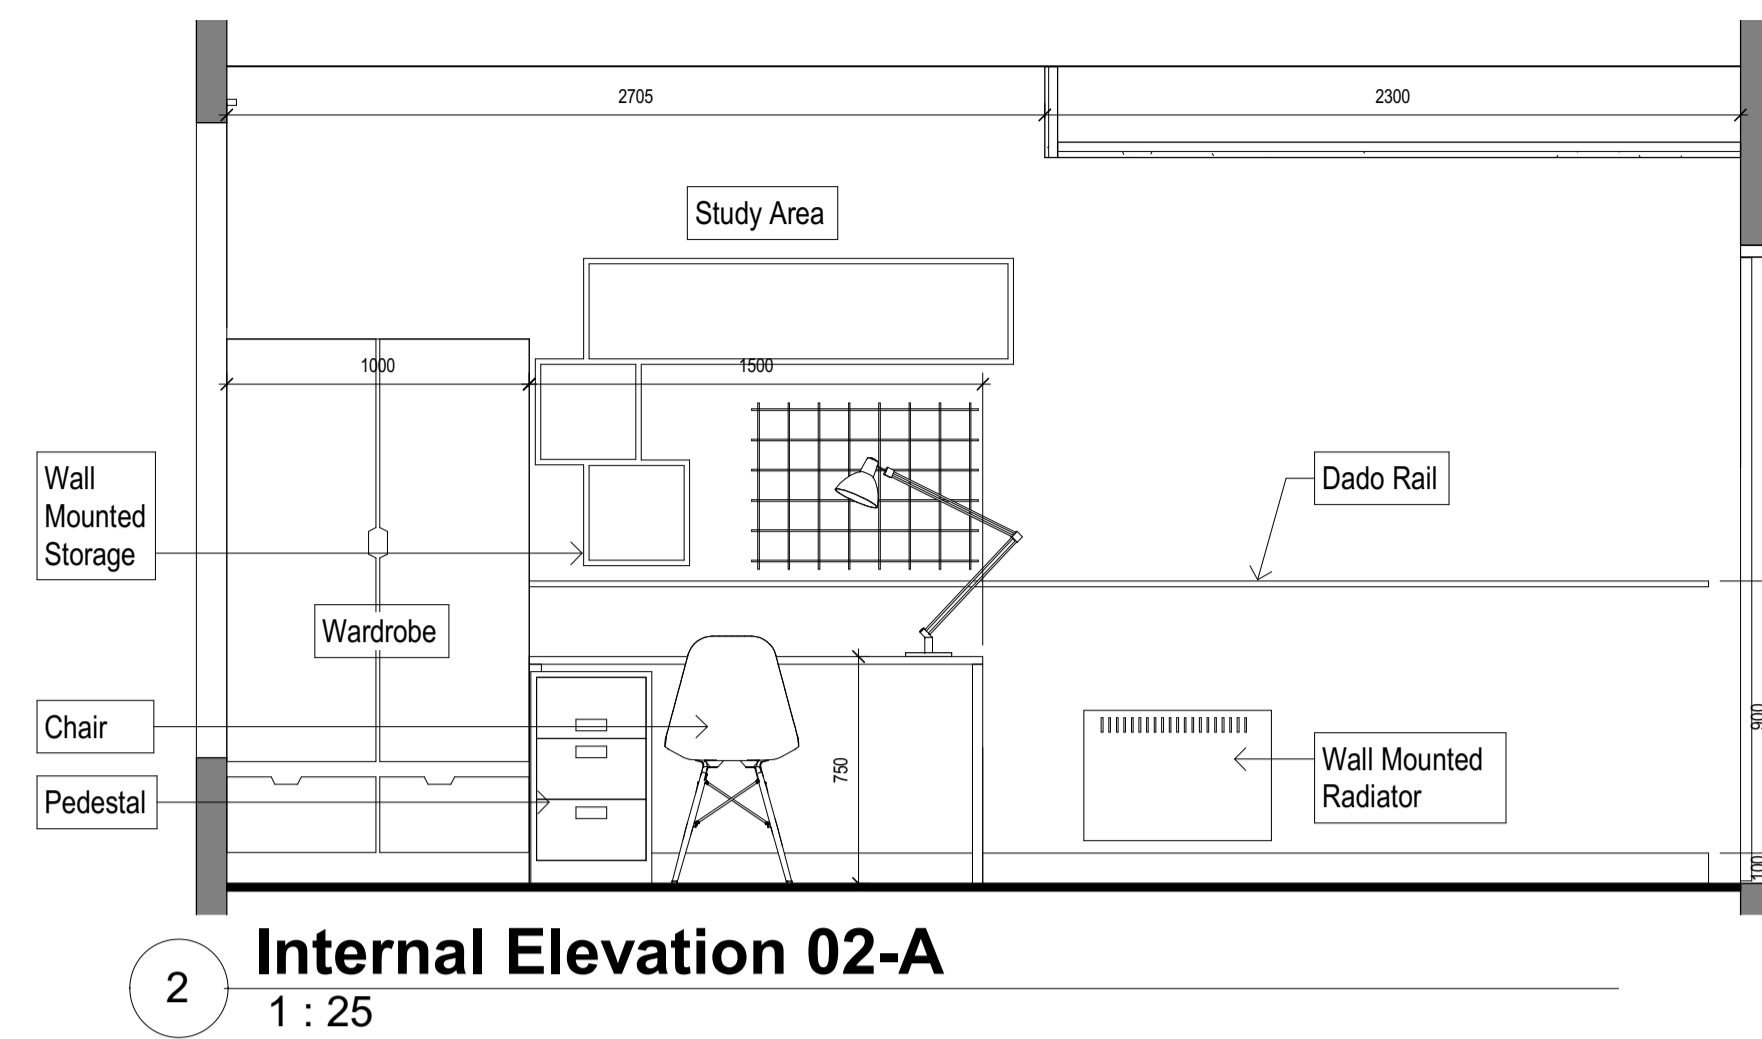 2705
2300
Study Area
1000
1500
Wall
Mounted
Storage
Dado Rail
Wardrobe
Chair
900
750
Wall Mounted
Radiator
Pedestal
100
Internal Elevation 02-A
2
1 : 25